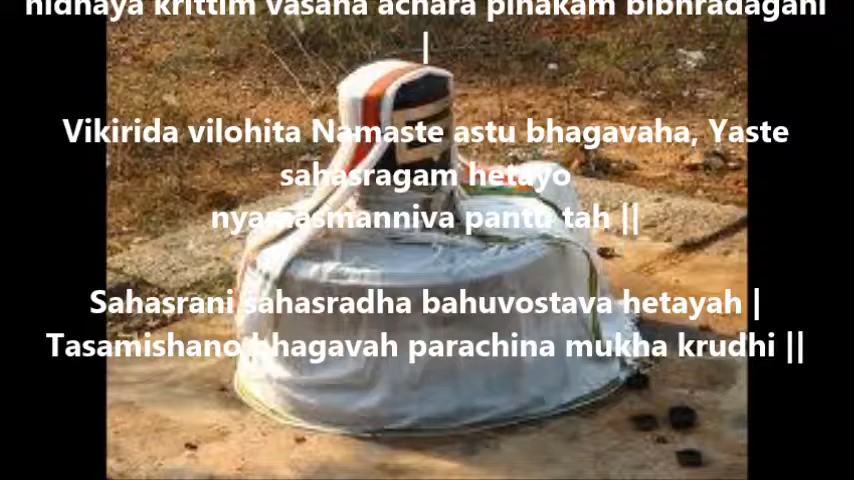 nidhaya krittim vasana achara pinakam bibhradagahi
|
Vikirida vilohita Namaste astu bhagavaha, Yaste
sahasragam hetayo
nyamasmanniva pantu tah ||
Sahasrani sahasradha bahuvostava hetayah |
Tasamishano bhagavah parachina mukha krudhi ||